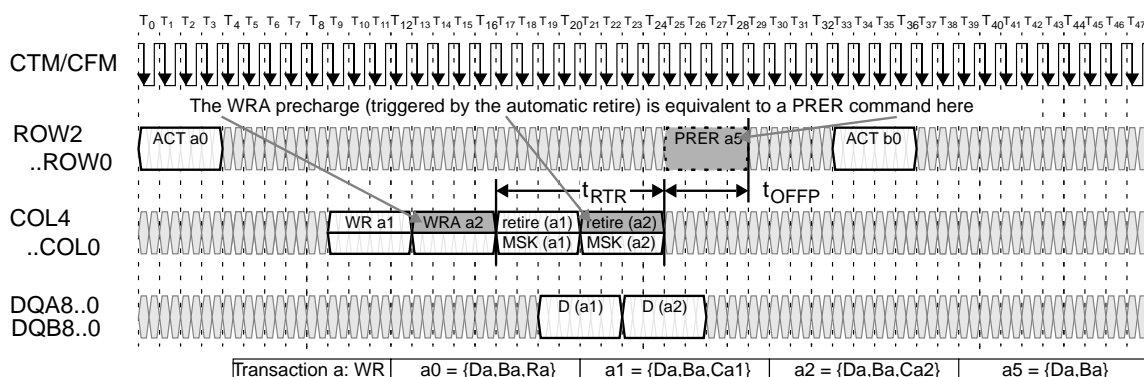 T0 T1 T2 T3 T4 T5 T6 T7 T8 T9 T10 T11 T12 T13 T14 T15 T16 T17 T18 T19 T20 T21 T22 T23 T24 T25 T26 T27 T28 T29 T30 T31 T32 T33 T34 T35 T36 T37 T38 T39 T40 T41 T42 T43 T44 T45 T46 T47
CTM/CFM
The WRA precharge (triggered by the automatic retire) is equivalent to a PRER command here
ROW2 ACT a0 PRER a5 ACT b0
..ROW0
tRTR tOFFP
COL4 WR a1 WRA a2 retire (a1) retire (a2)
..COL0 MSK (a1) MSK (a2)
DQA8..0 D (a1) D (a2)
DQB8..0
Transaction a: WR a0 = {Da,Ba,Ra} a1 = {Da,Ba,Ca1} a2 = {Da,Ba,Ca2} a5 = {Da,Ba}